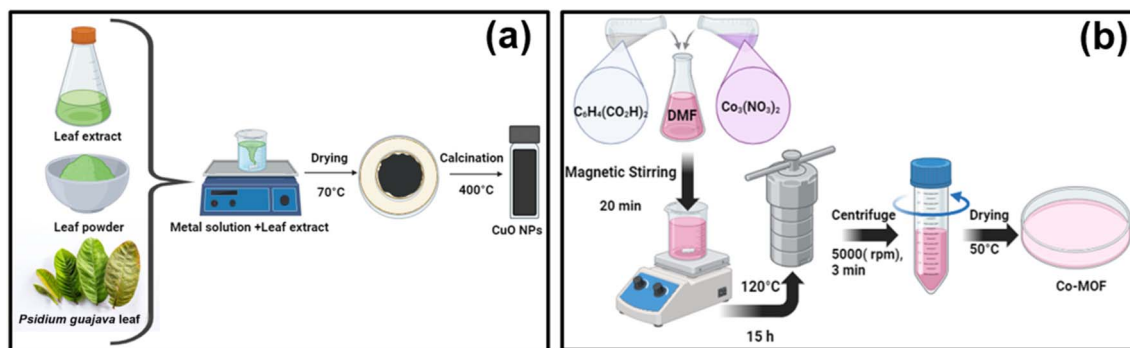 (a)
Leaf extract
Leaf powder
Psidium guajava leaf
Metal solution +Leaf extract
Drying
70°C
Calcination
400°C
CuO NPs
(b)
C₆H₄(CO₂H)₂
DMF
Co₃(NO₃)₂
Magnetic Stirring
20 min
120°C
15 h
Centrifuge
5000( rpm),
3 min
Drying
50°C
Co-MOF